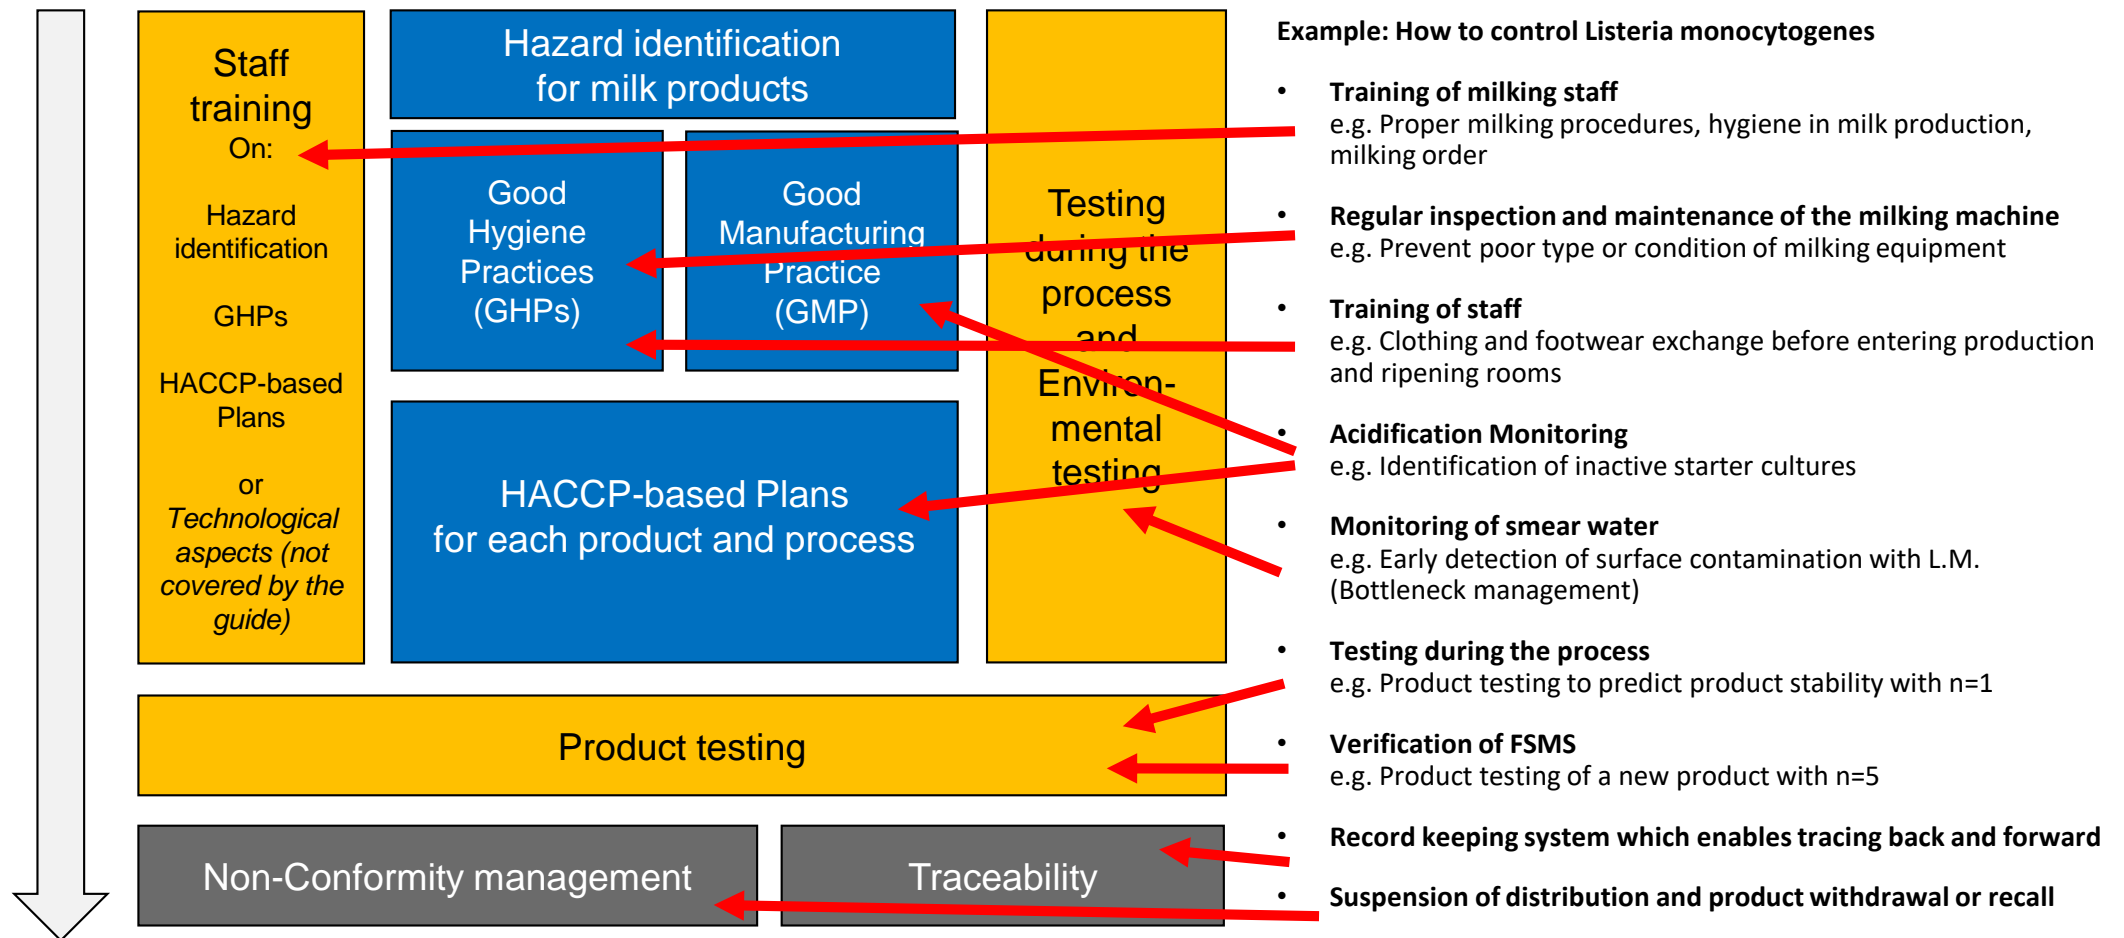 Staff
training
On:
Hazard
identification
GHPs
HACCP-based
Plans
or
Technological
aspects (not
covered by the
guide)
Hazard identification
for milk products
Good
Hygiene
Practices
(GHPs)
Good
Manufacturing
Practice
(GMP)
HACCP-based Plans
for each product and process
Testing
during the
process
and
Environ-
mental
testing
Product testing
Non-Conformity management
Traceability
Example: How to control Listeria monocytogenes
• Training of milking staff
e.g. Proper milking procedures, hygiene in milk production,
milking order
• Regular inspection and maintenance of the milking machine
e.g. Prevent poor type or condition of milking equipment
• Training of staff
e.g. Clothing and footwear exchange before entering production
and ripening rooms
• Acidification Monitoring
e.g. Identification of inactive starter cultures
• Monitoring of smear water
e.g. Early detection of surface contamination with L.M.
(Bottleneck management)
• Testing during the process
e.g. Product testing to predict product stability with n=1
• Verification of FSMS
e.g. Product testing of a new product with n=5
• Record keeping system which enables tracing back and forward
• Suspension of distribution and product withdrawal or recall